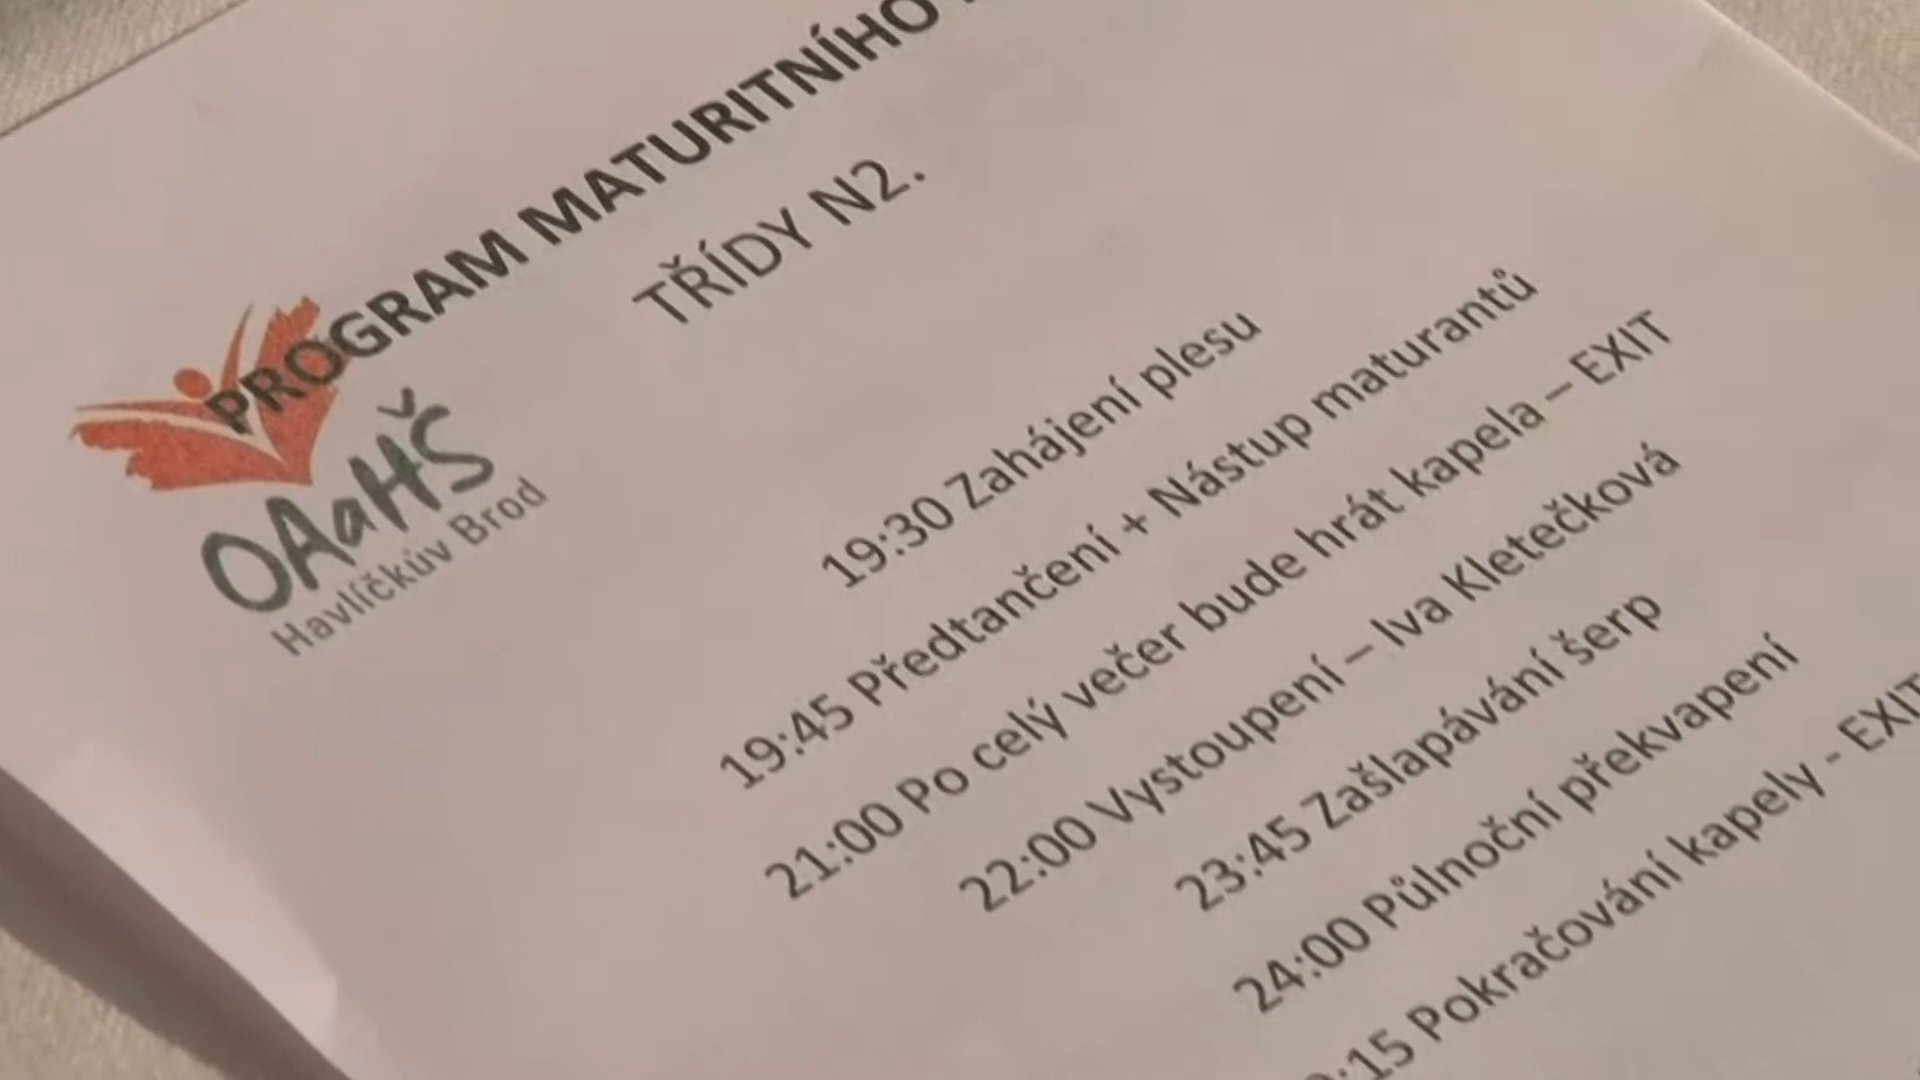 PROGRAM MATURITNÍHO
TŘÍDY N2.
OAaHŠ
Havlíčkův Brod
19:30 Zahájení plesu
19:45 Předtančení + Nástup maturantů
21:00 Po celý večer bude hrát kapela – EXIT
22:00 Vystoupení – Iva Kletečková
23:45 Zašlapávání šerp
24:00 Půlnoční překvapení
:15 Pokračování kapely - EXIT